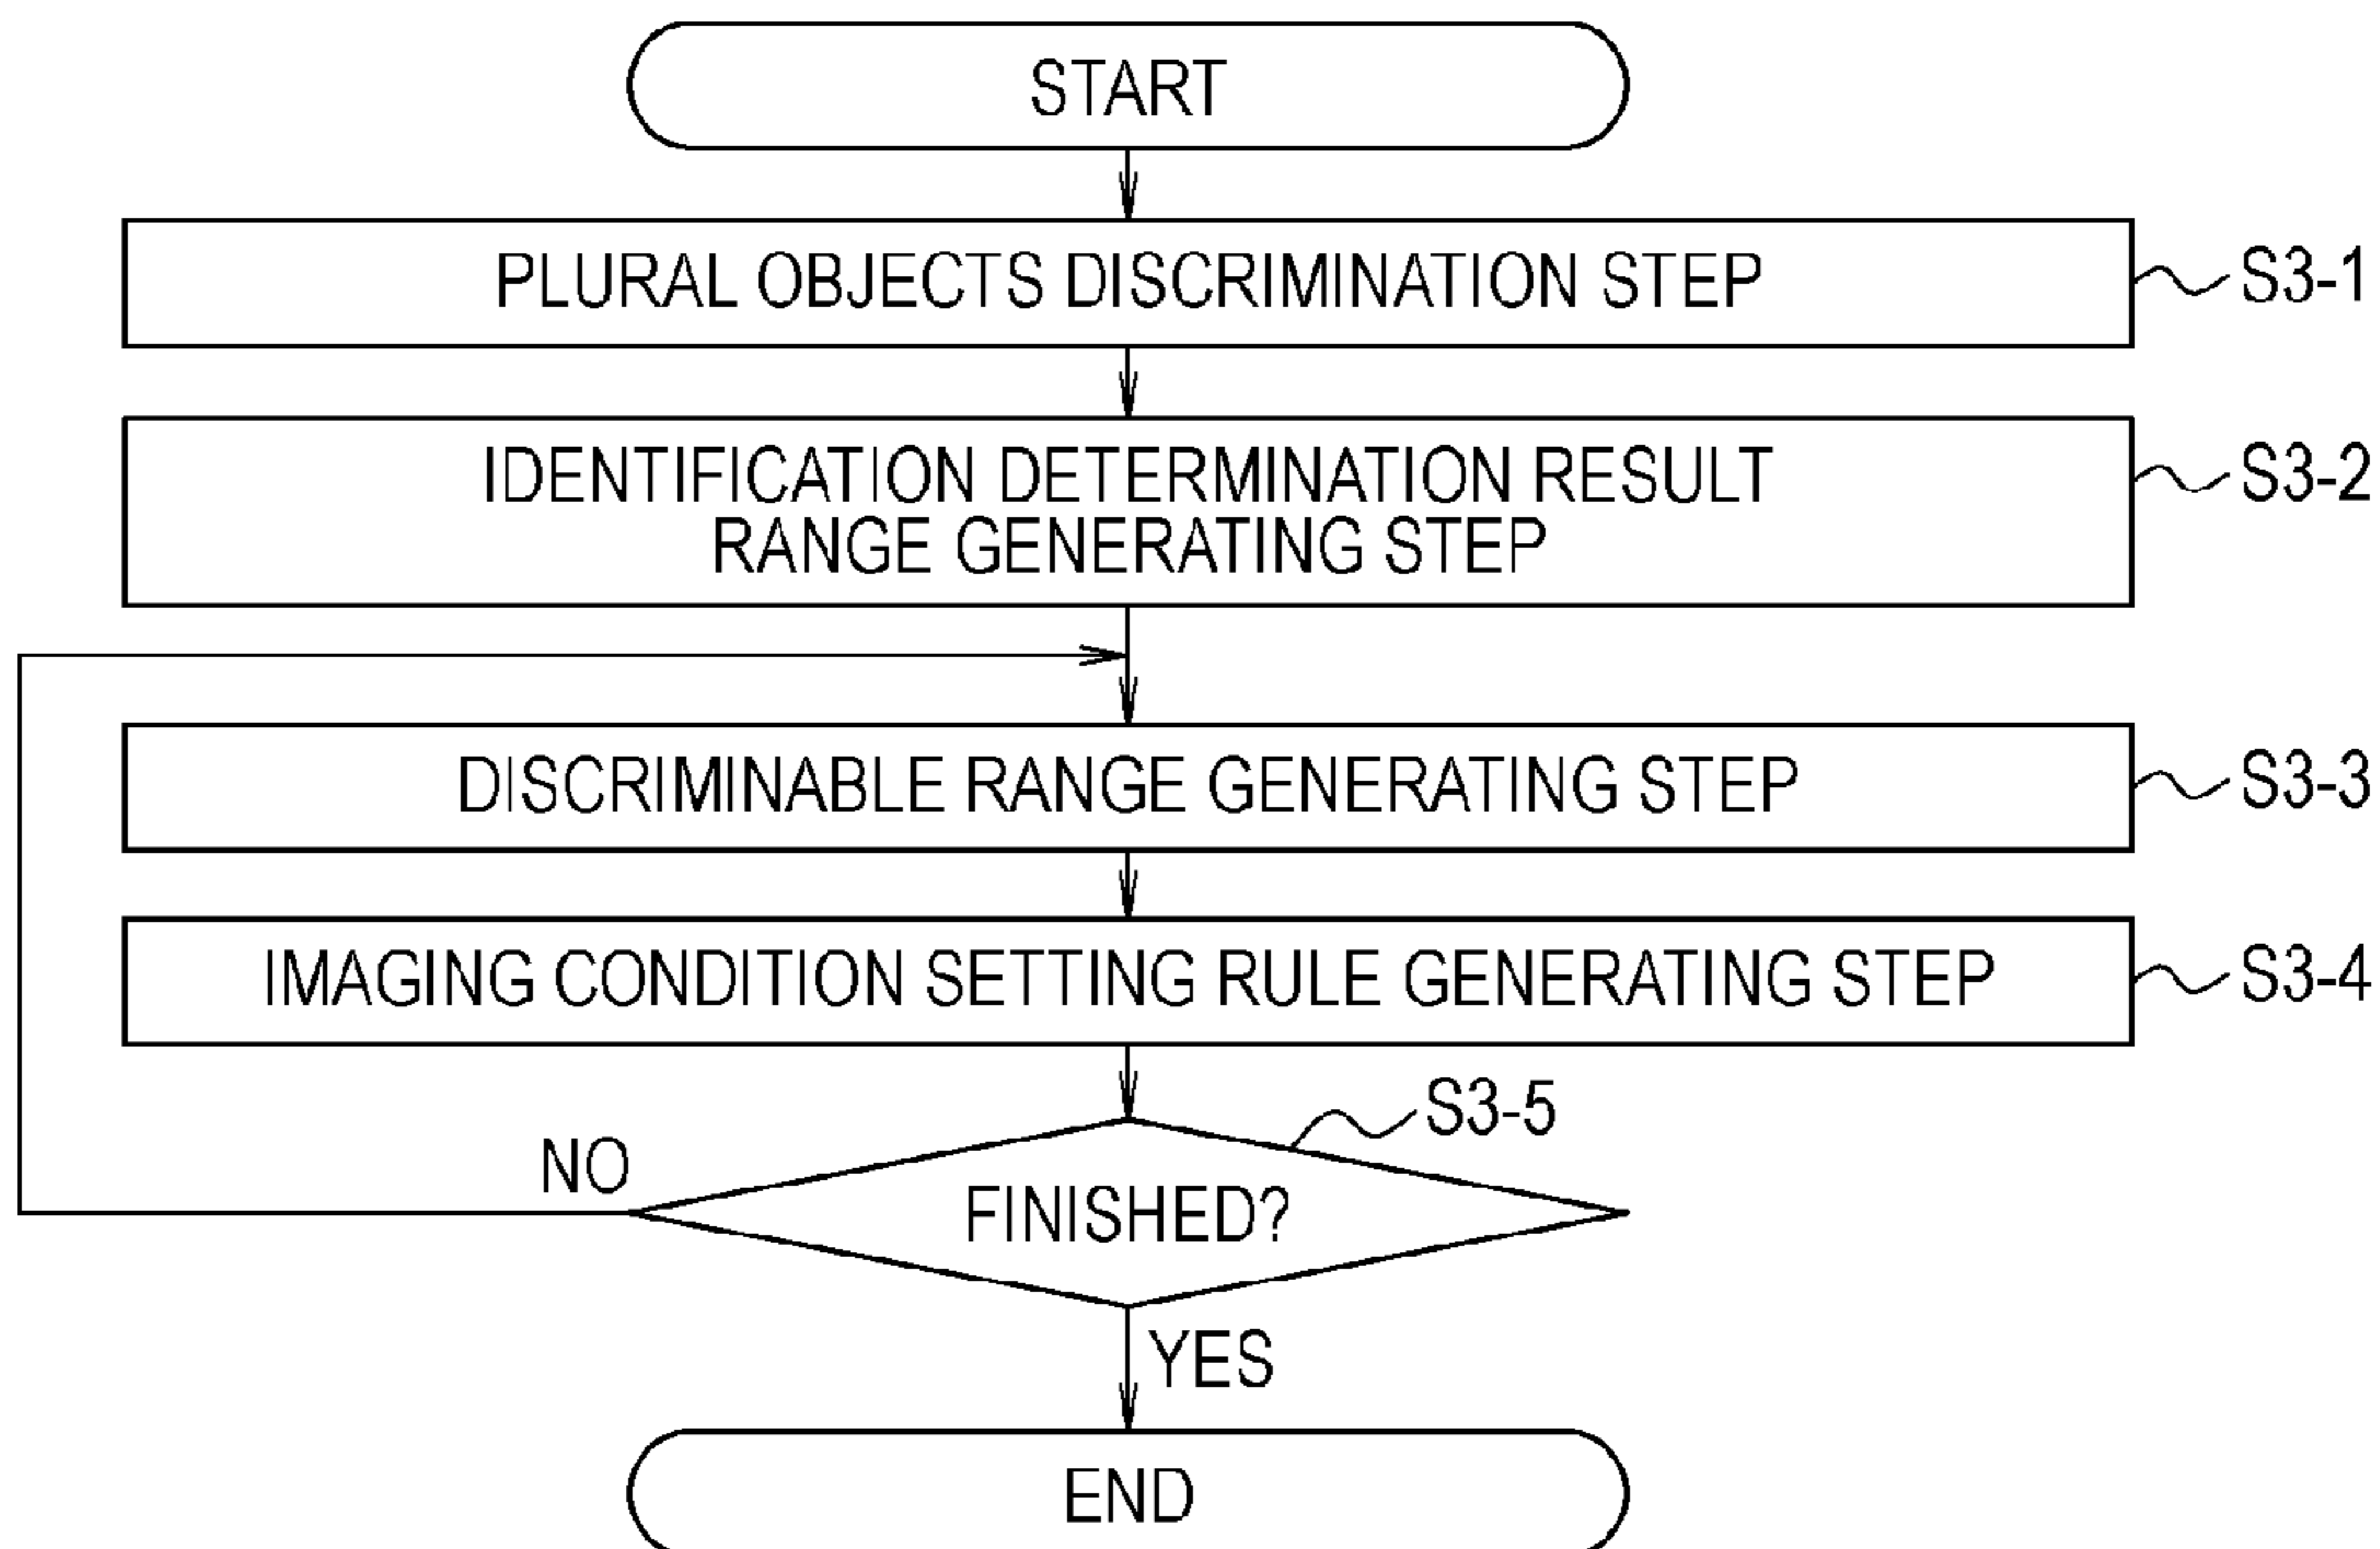 START
PLURAL OBJECTS DISCRIMINATION STEP
S3-1
IDENTIFICATION DETERMINATION RESULT
RANGE GENERATING STEP
S3-2
DISCRIMINABLE RANGE GENERATING STEP
S3-3
IMAGING CONDITION SETTING RULE GENERATING STEP
S3-4
S3-5
NO
FINISHED?
YES
END